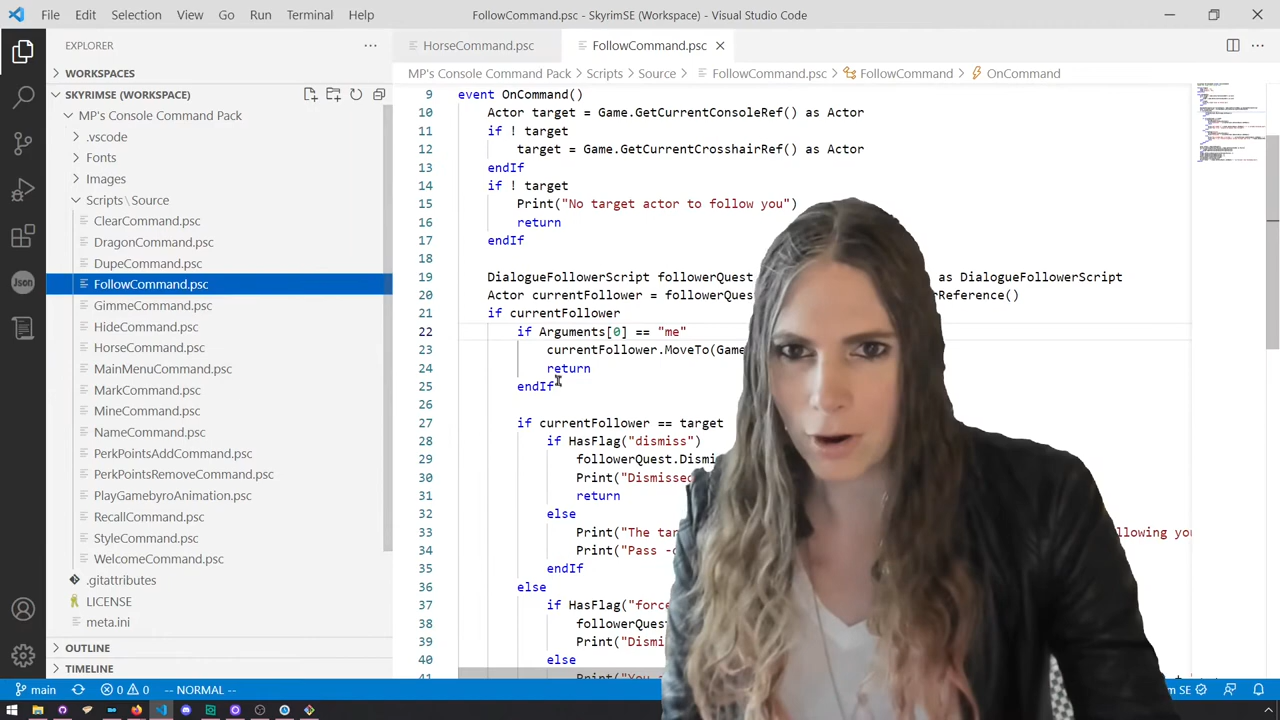 File Edit Selection View Go Run Terminal Help
FollowCommand.psc - SkyrimSE (Workspace) - Visual Studio Code
EXPLORER
HorseCommand.psc
FollowCommand.psc
WORKSPACES
MP's Console Command Pack Scripts Source FollowCommand.psc FollowCommand OnCommand
SKYRIMSE (WORKSPACE)
MP's Console Command Pack
.vscode
Fonts
Images
Scripts \ Source
ClearCommand.psc
DragonCommand.psc
DupeCommand.psc
FollowCommand.psc
GimmeCommand.psc
HideCommand.psc
HorseCommand.psc
MainMenuCommand.psc
MarkCommand.psc
MineCommand.psc
NameCommand.psc
PerkPointsAddCommand.psc
PerkPointsRemoveCommand.psc
PlayGamebyroAnimation.psc
RecallCommand.psc
StyleCommand.psc
WelcomeCommand.psc
.gitattributes
LICENSE
meta.ini
OUTLINE
TIMELINE
9 event OnCommand()
10 Actor target = Game.GetCurrentConsoleRef() as Actor
11 if ! target
12 target = Game.GetCurrentCrosshairRef() as Actor
13 endIf
14 if ! target
15 Print("No target actor to follow you")
16 return
17 endIf
18
19 DialogueFollowerScript followerQuest as DialogueFollowerScript
20 Actor currentFollower = followerQues rReference()
21 if currentFollower
22 if Arguments[0] == "me"
23 currentFollower.MoveTo(Game
24 return
25 endIf
26
27 if currentFollower == target
28 if HasFlag("dismiss")
29 followerQuest.Dismi
30 Print("Dismissed
31 return
32 else
33 Print("The tar llowing you
34 Print("Pass -
35 endIf
36 else
37 if HasFlag("force
38 followerQuest
39 Print("Dismi
40 else
41 Print("You
main 0 0 -- NORMAL -- SE
Json